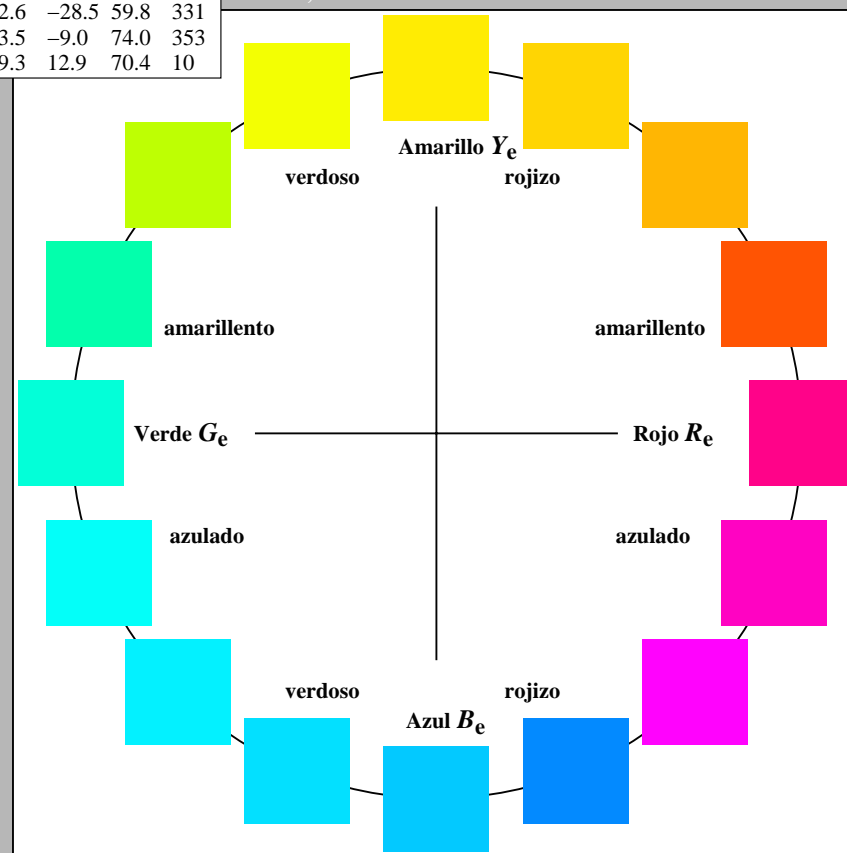 2.6 –28.5 59.8 331
3.5 –9.0 74.0 353
9.3 12.9 70.4 10
Amarillo Ye
verdoso rojizo
amarillento amarillento
Verde Ge Rojo Re
azulado azulado
verdoso rojizo
Azul Be